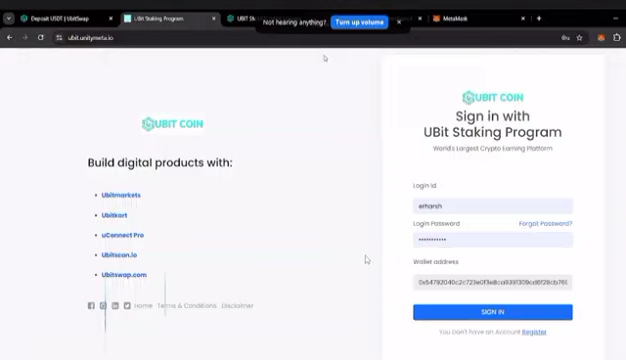 Deposit USDT | UbitSwap
UBit Staking Program
MetaMask
Not hearing anything?
Turn up volume
ubit.unitymeta.io
UBIT COIN
Build digital products with:
Ubitmarkets
Ubitkart
uConnect Pro
Ubitscan.io
Ubitswap.com
Home Terms & Conditions Disclaimer
UBIT COIN
Sign in with
UBit Staking Program
World's Largest Crypto Earning Platform
Login Id
erharsh
Login Password
Forgot Password?
Wallet address
SIGN IN
You Don't have an Account Register